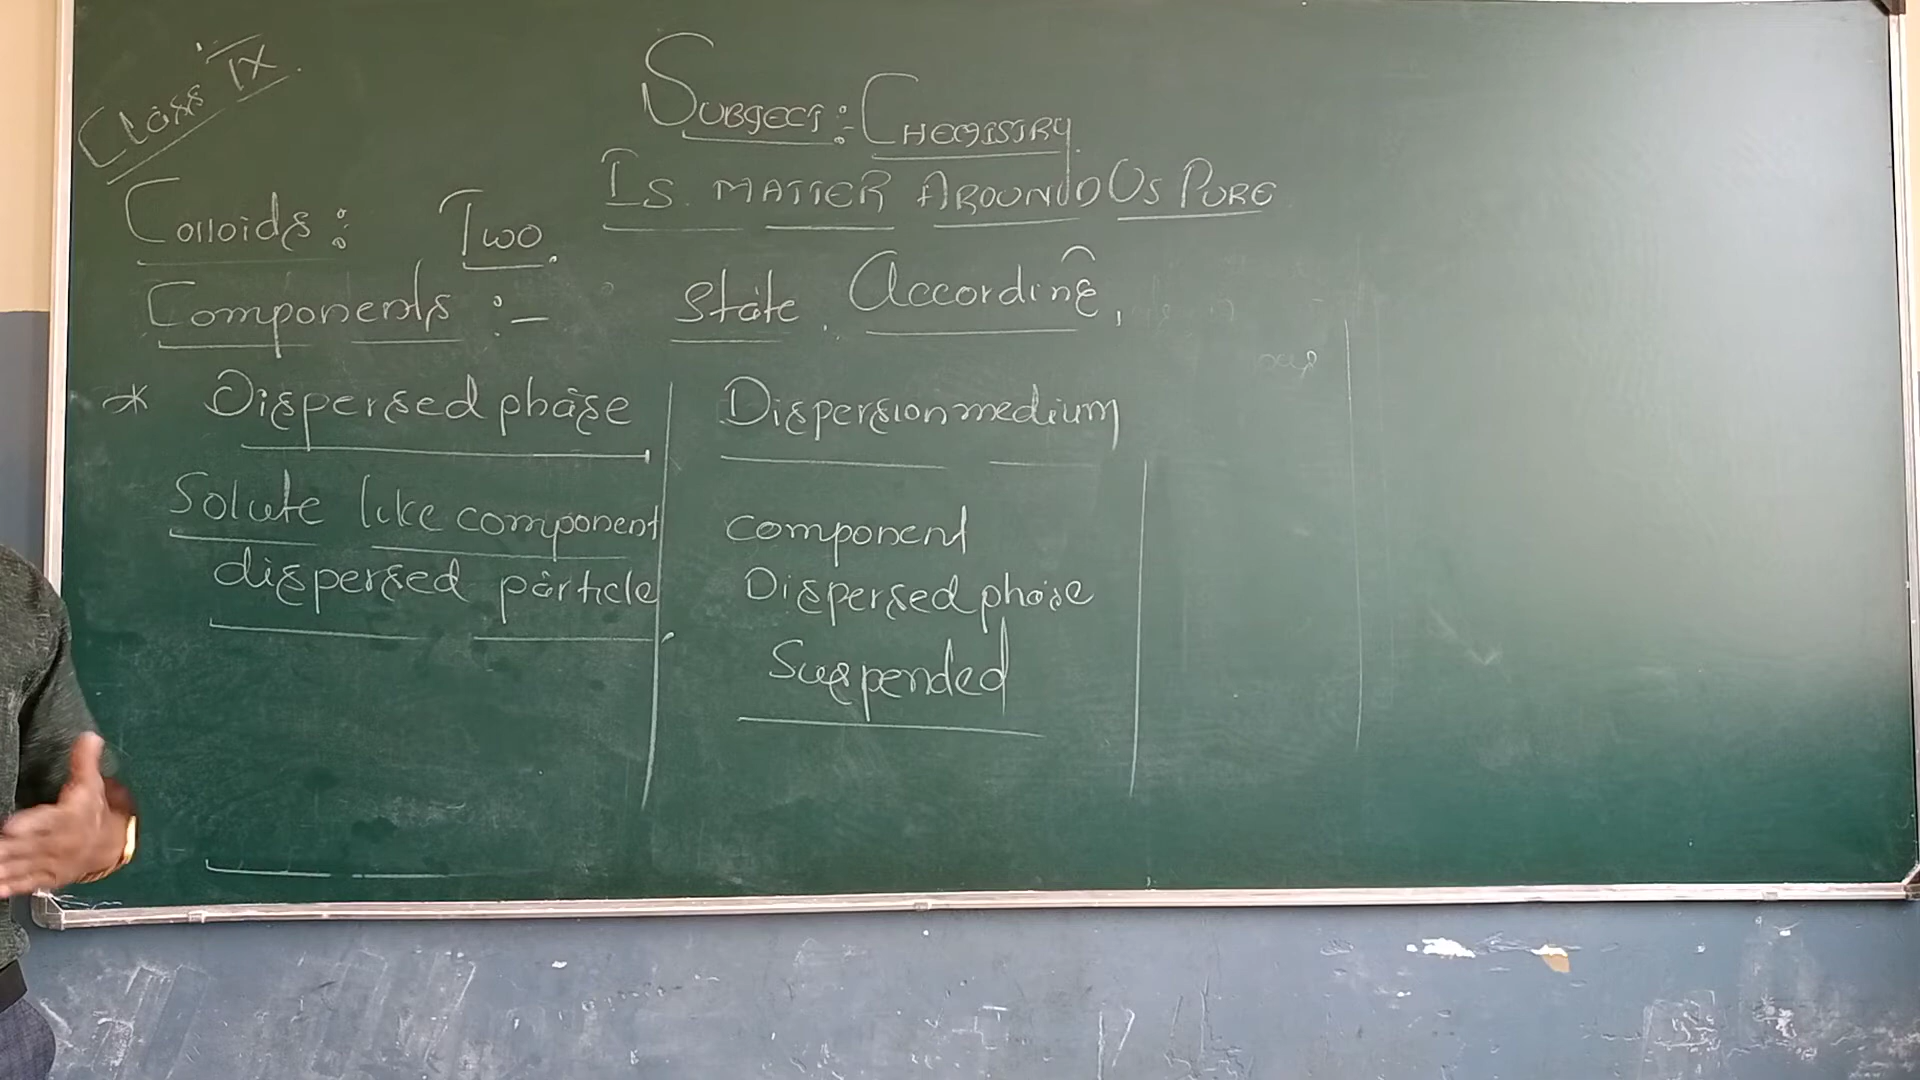 Class IX.
SUBJECT:- CHEMISTRY
IS MATTER AROUND US PURE
Colloids: Two.
Components :- State. According,
* Dispersed phase Dispersion medium
Solute like component component
dispersed particle Dispersed phase
Suspended